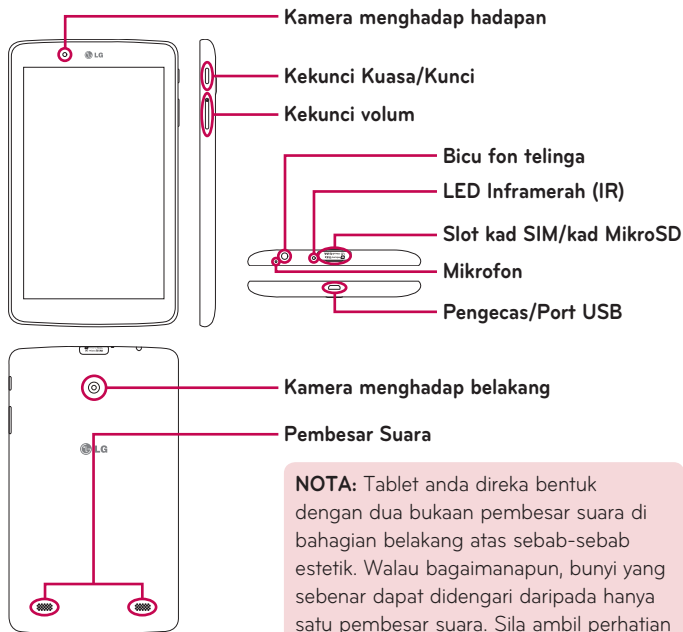 Kamera menghadap hadapan
LG
Kekunci Kuasa/Kunci
Kekunci volum
Bicu fon telinga
LED Inframerah (IR)
Slot kad SIM/kad MikroSD
Mikrofon
Pengecas/Port USB
Kamera menghadap belakang
Pembesar Suara
LG
NOTA: Tablet anda direka bentuk
dengan dua bukaan pembesar suara di
bahagian belakang atas sebab-sebab
estetik. Walau bagaimanapun, bunyi yang
sebenar dapat didengari daripada hanya
satu pembesar suara. Sila ambil perhatian